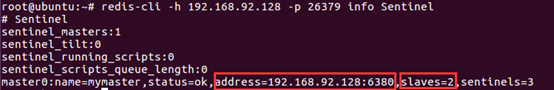 root@ubuntu:~# redis-cli -h 192.168.92.128 -p 26379 info Sentinel
# Sentinel
sentinel_masters:1
sentinel_tilt:0
sentinel_running_scripts:0
sentinel_scripts_queue_length:0
master0:name=mymaster,status=ok,address=192.168.92.128:6380,slaves=2,sentinels=3